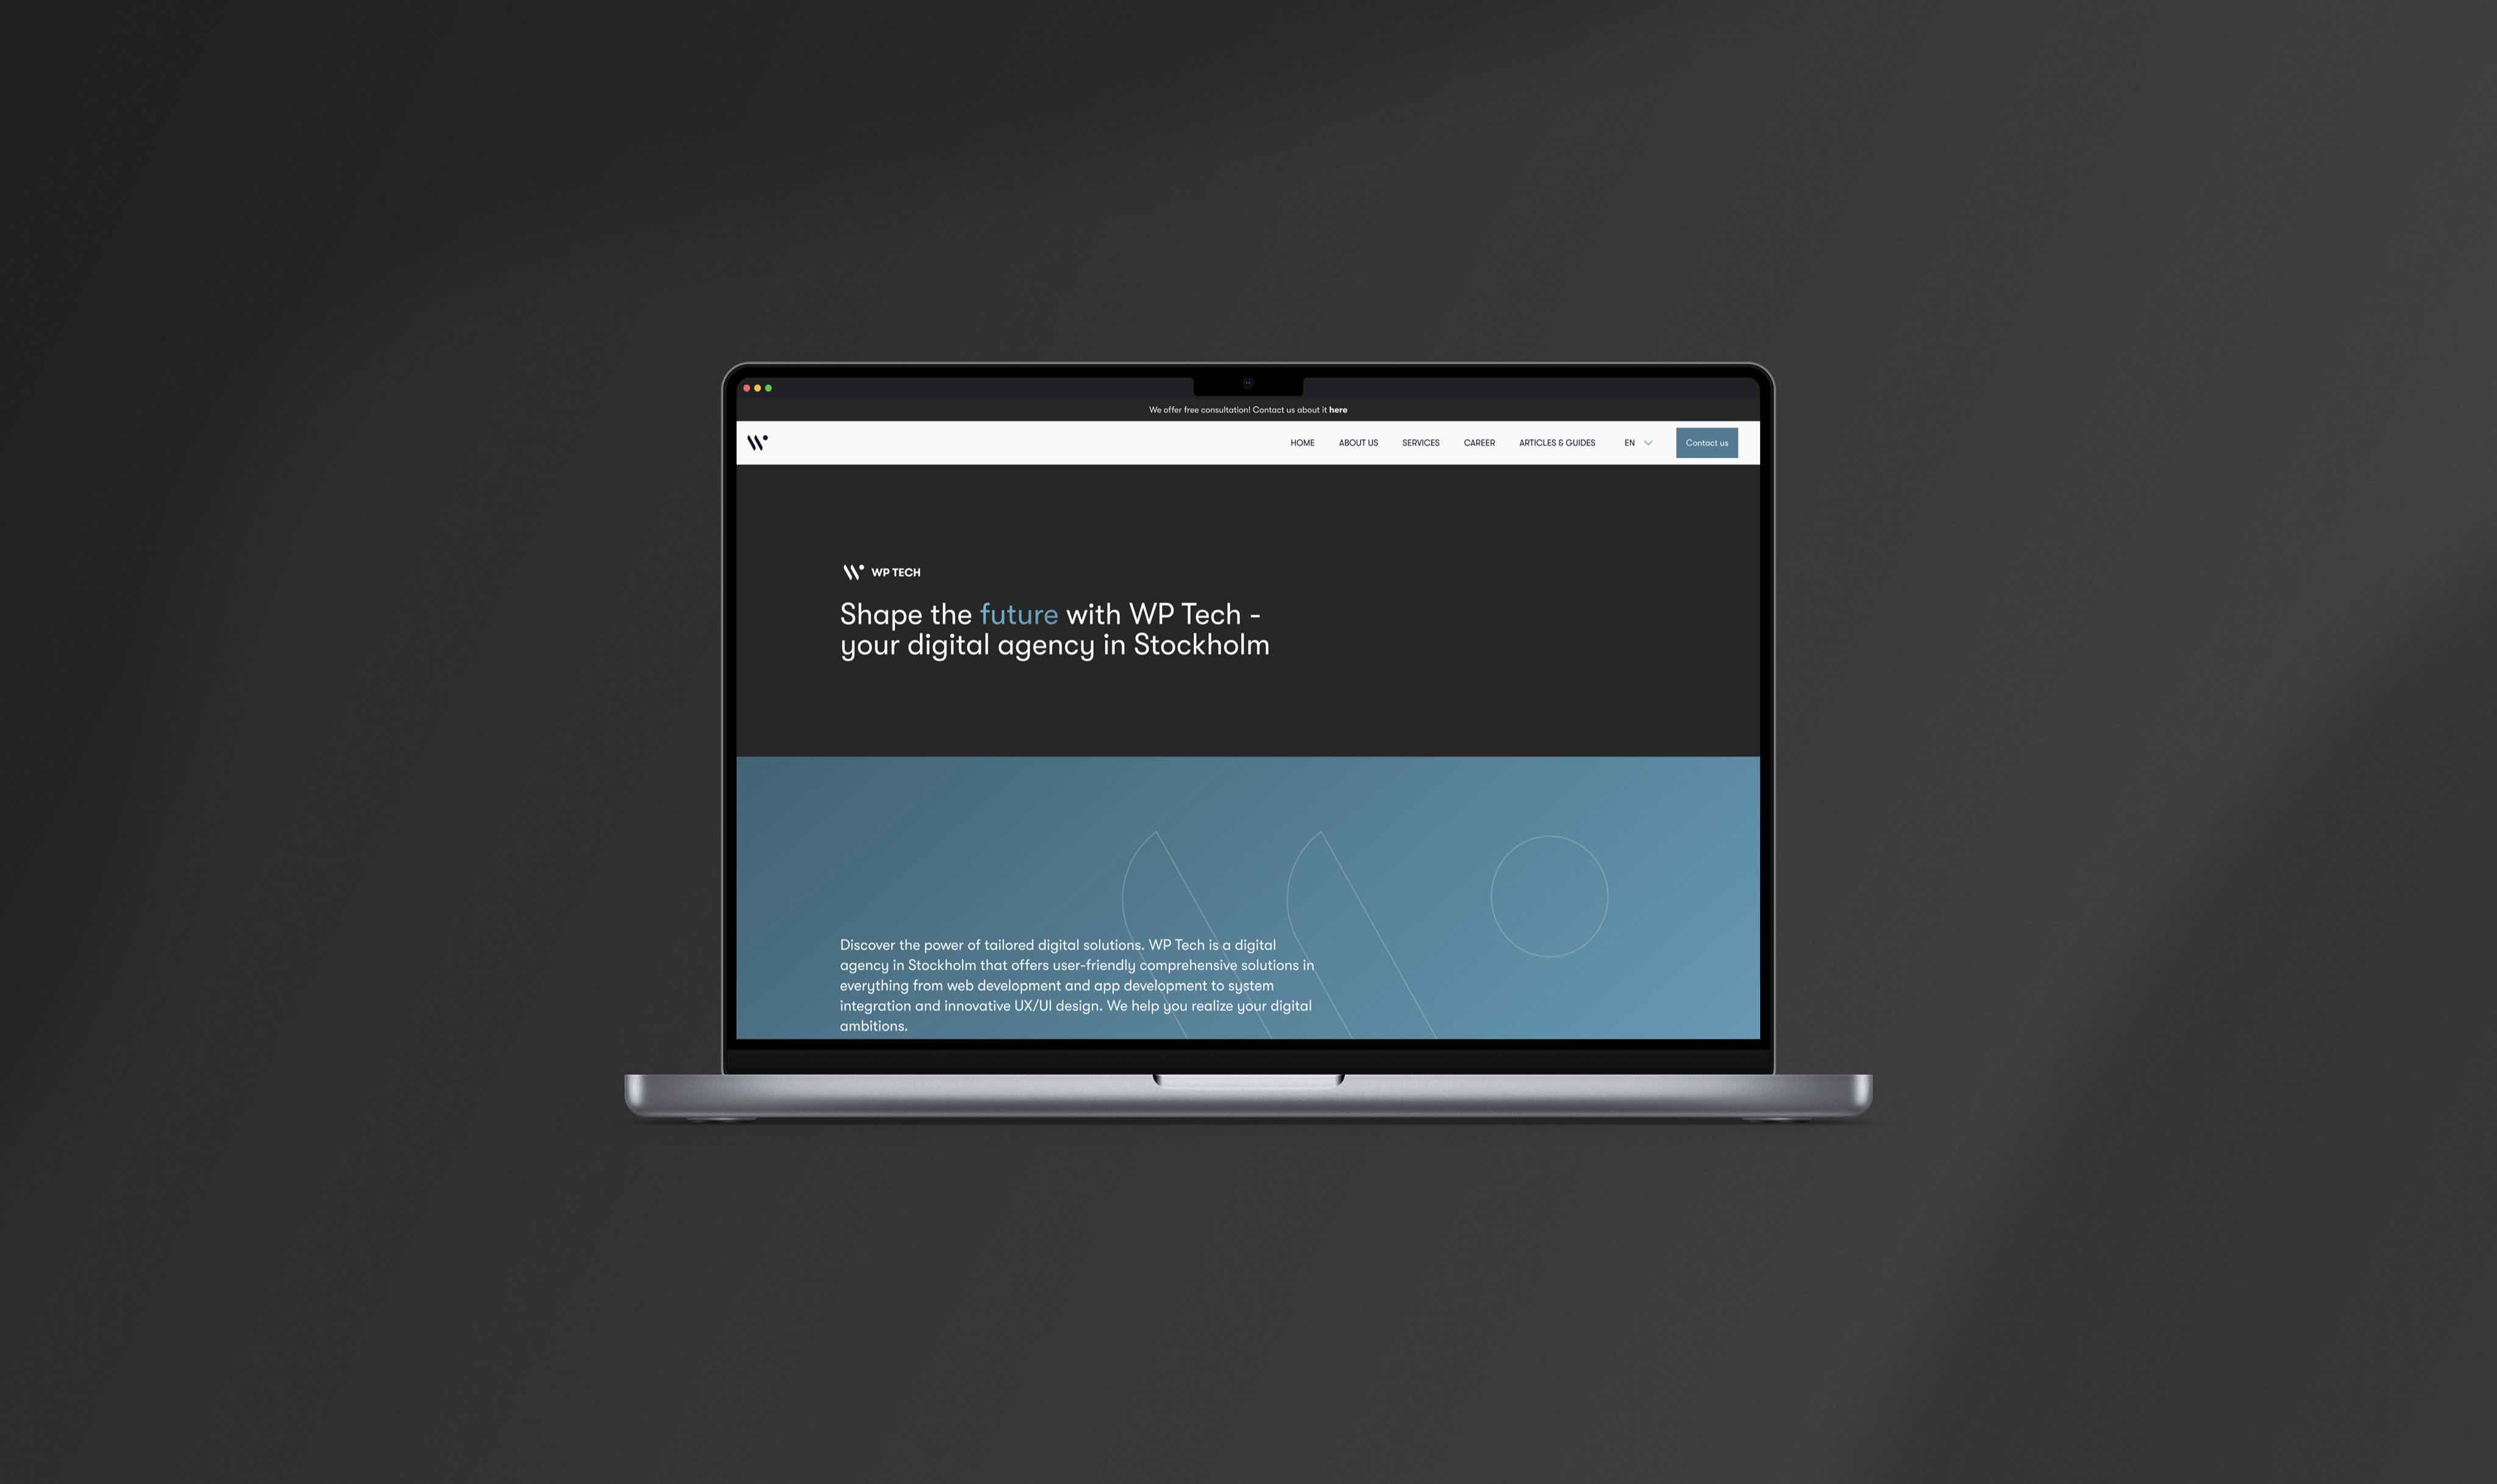 We offer free consultation! Contact us about it here
HOME ABOUT US SERVICES CAREER ARTICLES & GUIDES EN Contact us
WP TECH
Shape the future with WP Tech -
your digital agency in Stockholm
Discover the power of tailored digital solutions. WP Tech is a digital
agency in Stockholm that offers user-friendly comprehensive solutions in
everything from web development and app development to system
integration and innovative UX/UI design. We help you realize your digital
ambitions.